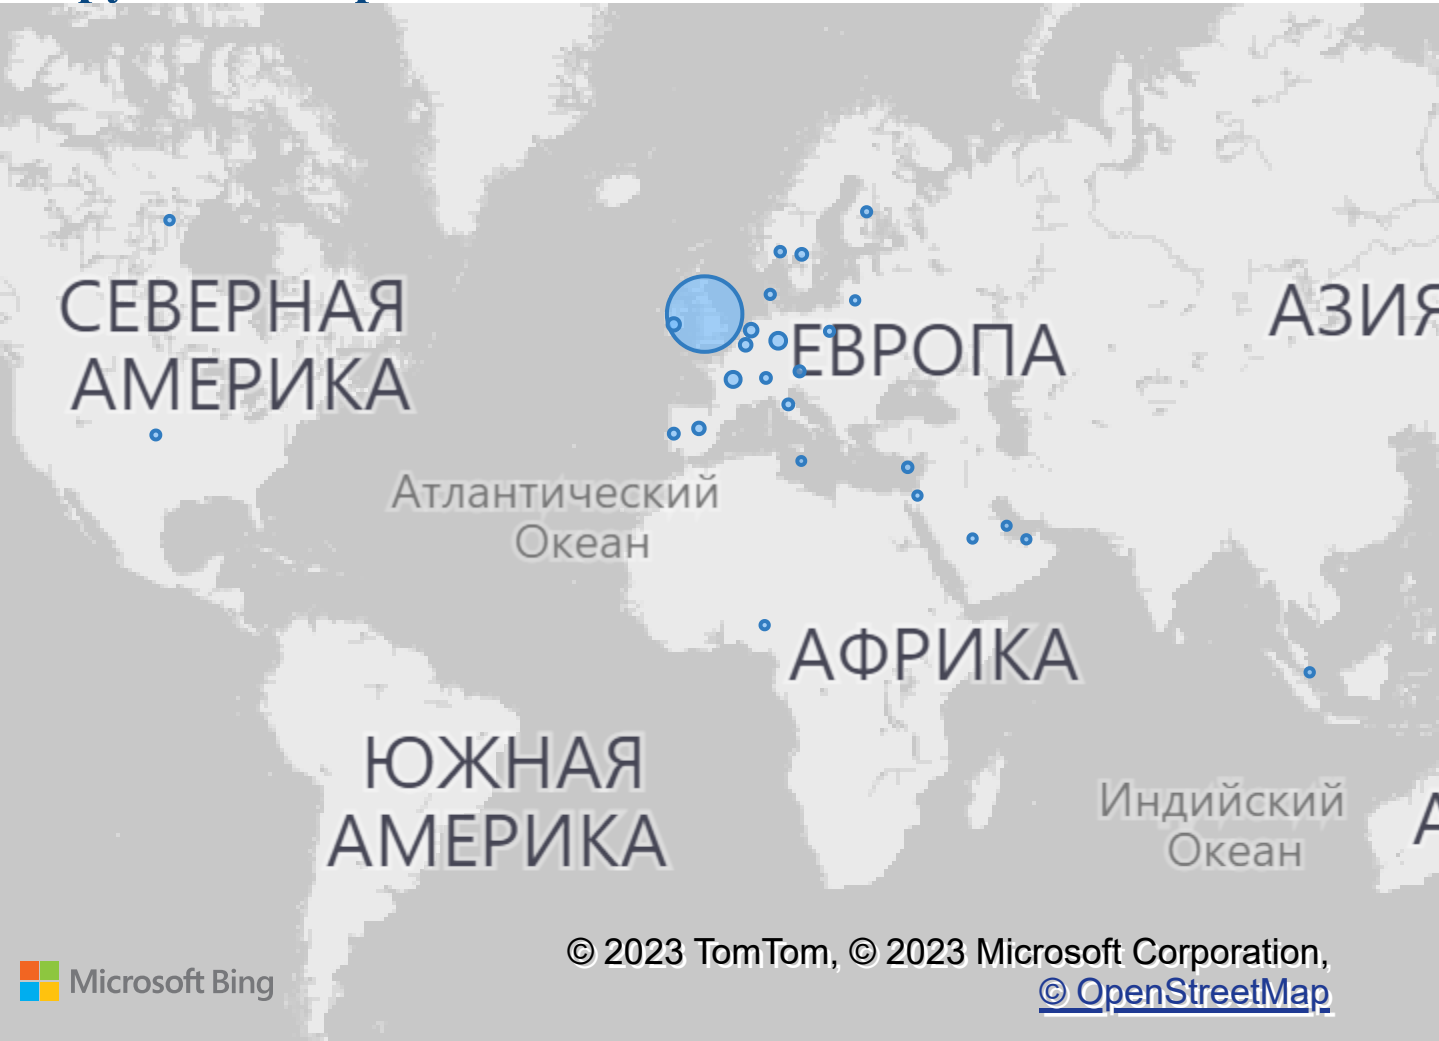 СЕВЕРНАЯ
АМЕРИКА
ЕВРОПА
АЗИЯ
Атлантический
Океан
АФРИКА
ЮЖНАЯ
АМЕРИКА
Индийский
Океан
© 2023 TomTom, © 2023 Microsoft Corporation,
© OpenStreetMap
Microsoft Bing